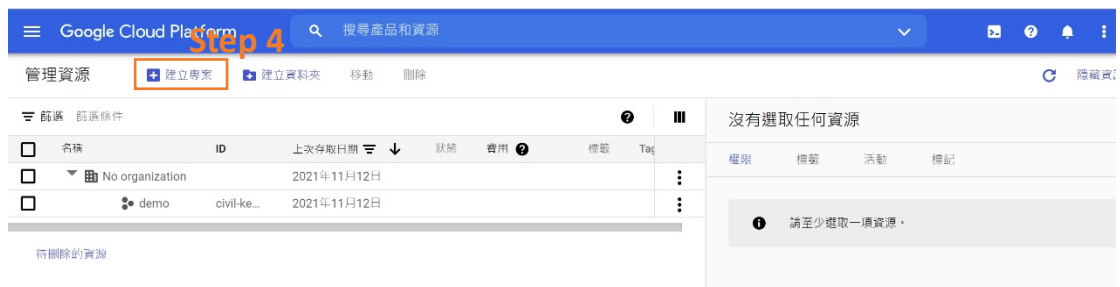 Google Cloud Platform
搜尋產品和資源
Step 4
管理資源
建立專案
建立資料夾
移動
刪除
篩選 篩選條件
名稱 ID 上次存取日期 狀態 費用 標籤
No organization 2021年11月12日
demo civil-ke... 2021年11月12日
待刪除的資源
沒有選取任何資源
權限 標籤 活動 標記
請至少選取一項資源。